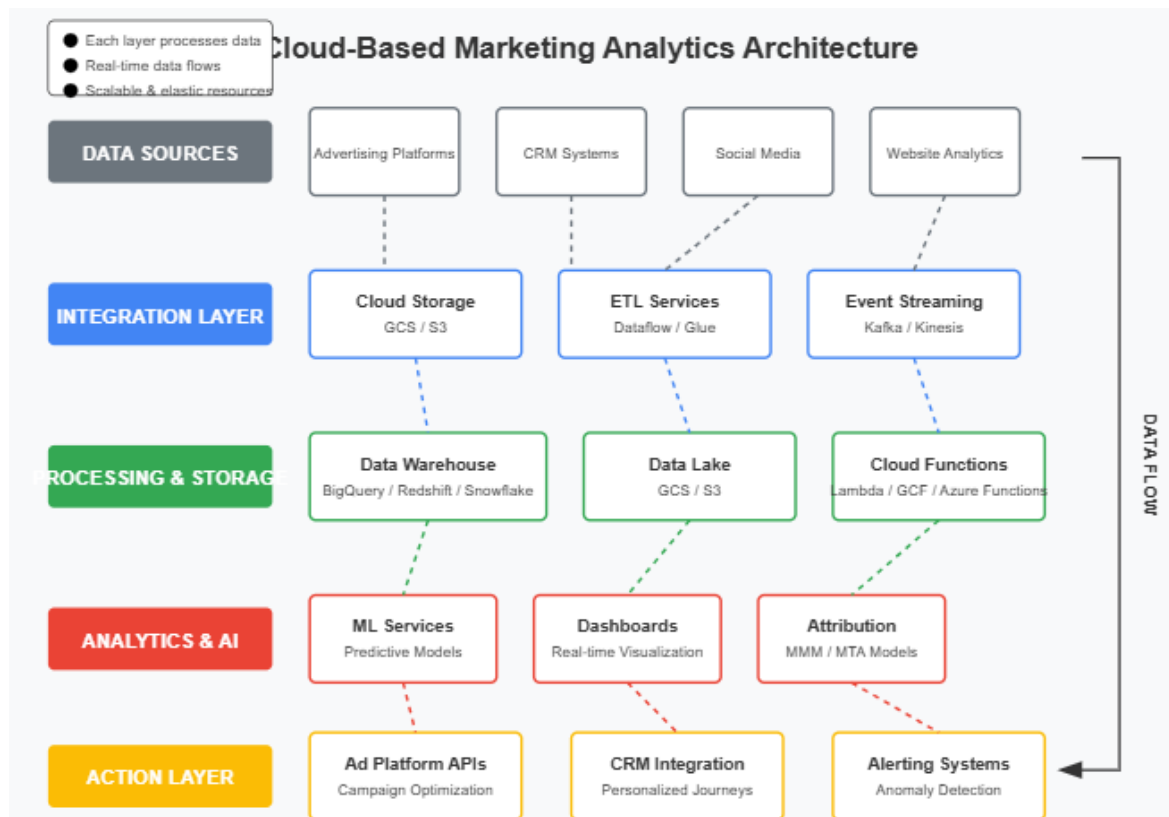 Each layer processes data
Real-time data flows
Scalable & elastic resources
Cloud-Based Marketing Analytics Architecture
DATA SOURCES
Advertising Platforms
CRM Systems
Social Media
Website Analytics
INTEGRATION LAYER
Cloud Storage
GCS / S3
ETL Services
Dataflow / Glue
Event Streaming
Kafka / Kinesis
PROCESSING & STORAGE
Data Warehouse
BigQuery / Redshift / Snowflake
Data Lake
GCS / S3
Cloud Functions
Lambda / GCF / Azure Functions
DATA FLOW
ANALYTICS & AI
ML Services
Predictive Models
Dashboards
Real-time Visualization
Attribution
MMM / MTA Models
ACTION LAYER
Ad Platform APIs
Campaign Optimization
CRM Integration
Personalized Journeys
Alerting Systems
Anomaly Detection